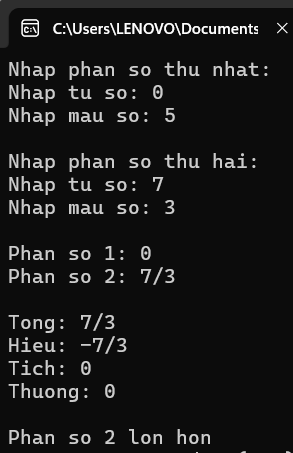 C:\Users\LENOVO\Documents
Nhap phan so thu nhat:
Nhap tu so: 0
Nhap mau so: 5
Nhap phan so thu hai:
Nhap tu so: 7
Nhap mau so: 3
Phan so 1: 0
Phan so 2: 7/3
Tong: 7/3
Hieu: -7/3
Tich: 0
Thuong: 0
Phan so 2 lon hon